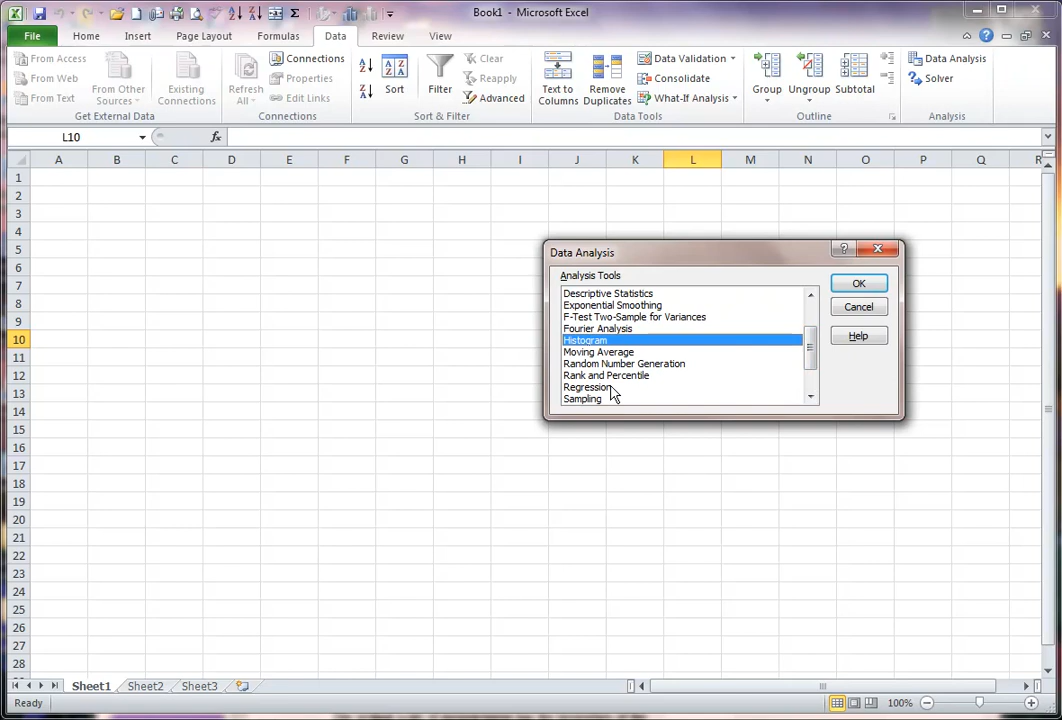 Book1 - Microsoft Excel
File Home Insert Page Layout Formulas Data Review View
From Access
From Web
From Text
From Other Sources
Existing Connections
Get External Data
Refresh All
Connections
Properties
Edit Links
Connections
Sort
Filter
Clear
Reapply
Advanced
Sort & Filter
Text to Columns
Remove Duplicates
Data Validation
Consolidate
What-If Analysis
Data Tools
Group
Ungroup
Subtotal
Outline
Data Analysis
Solver
Analysis
L10
fx
A B C D E F G H I J K L M N O P Q R
1
2
3
4
5
6
7
8
9
10
11
12
13
14
15
16
17
18
19
20
21
22
23
24
25
26
27
28
Data Analysis
Analysis Tools
Descriptive Statistics
Exponential Smoothing
F-Test Two-Sample for Variances
Fourier Analysis
Histogram
Moving Average
Random Number Generation
Rank and Percentile
Regression
Sampling
OK
Cancel
Help
Sheet1 Sheet2 Sheet3
Ready
100%